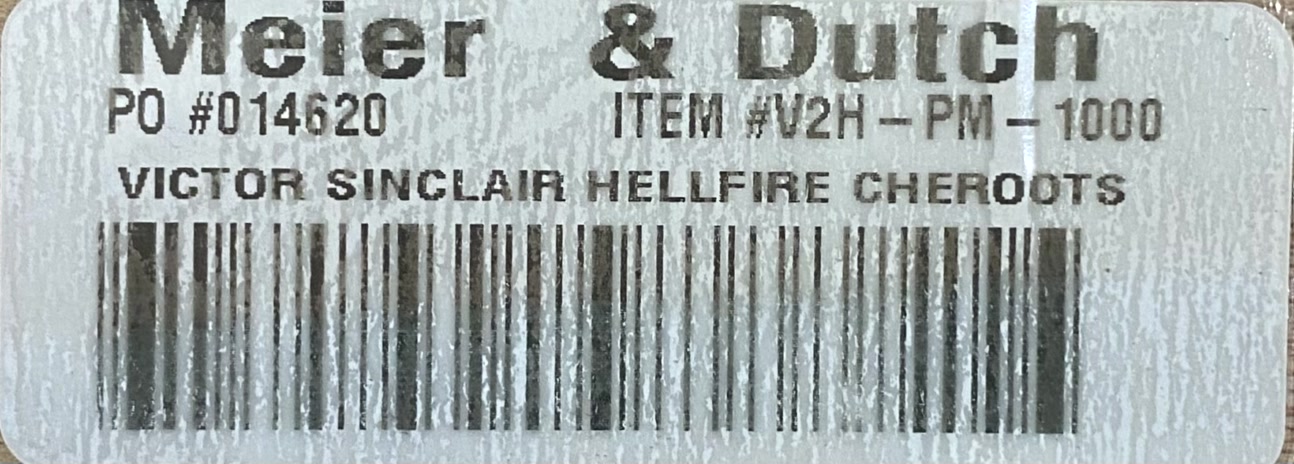 Meier & Dutch
PO #014620 ITEM #V2H-PM-1000
VICTOR SINCLAIR HELLFIRE CHEROOTS